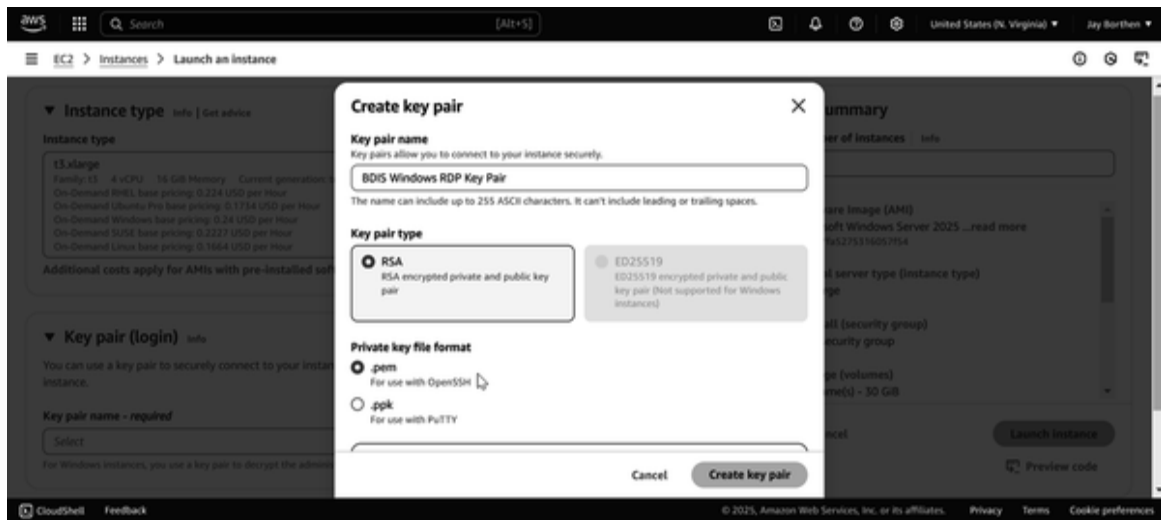 aws
Search [Alt+S] United States (N. Virginia) Jay Borthen
EC2 > Instances > Launch an instance
Instance type Info | Get advice
Instance type
t3.xlarge
Family: t3 4 vCPU 16 GiB Memory Current generation:
On-Demand RHEL base pricing: 0.224 USD per Hour
On-Demand Ubuntu Pro base pricing: 0.1734 USD per Hour
On-Demand Windows base pricing: 0.24 USD per Hour
On-Demand SUSE base pricing: 0.2227 USD per Hour
On-Demand Linux base pricing: 0.1664 USD per Hour
Additional costs apply for AMIs with pre-installed sof
Key pair (login) Info
You can use a key pair to securely connect to your instan
instance.
Key pair name - required
Select
For Windows instances, you use a key pair to decrypt the admini
Create key pair
Key pair name
Key pairs allow you to connect to your instance securely.
BDIS Windows RDP Key Pair
The name can include up to 255 ASCII characters. It can't include leading or trailing spaces.
Key pair type
RSA
RSA encrypted private and public key
pair
ED25519
ED25519 encrypted private and public
key pair (Not supported for Windows
instances)
Private key file format
.pem
For use with OpenSSH
.ppk
For use with PuTTY
Cancel Create key pair
ummary
er of instances Info
are Image (AMI)
oft Windows Server 2025 ...read more
al server type (instance type)
rge
all (security group)
ecurity group
ge (volumes)
me(s) - 30 GiB
ncel Launch instance
Preview code
CloudShell Feedback © 2025, Amazon Web Services, Inc. or its affiliates. Privacy Terms Cookie preferences